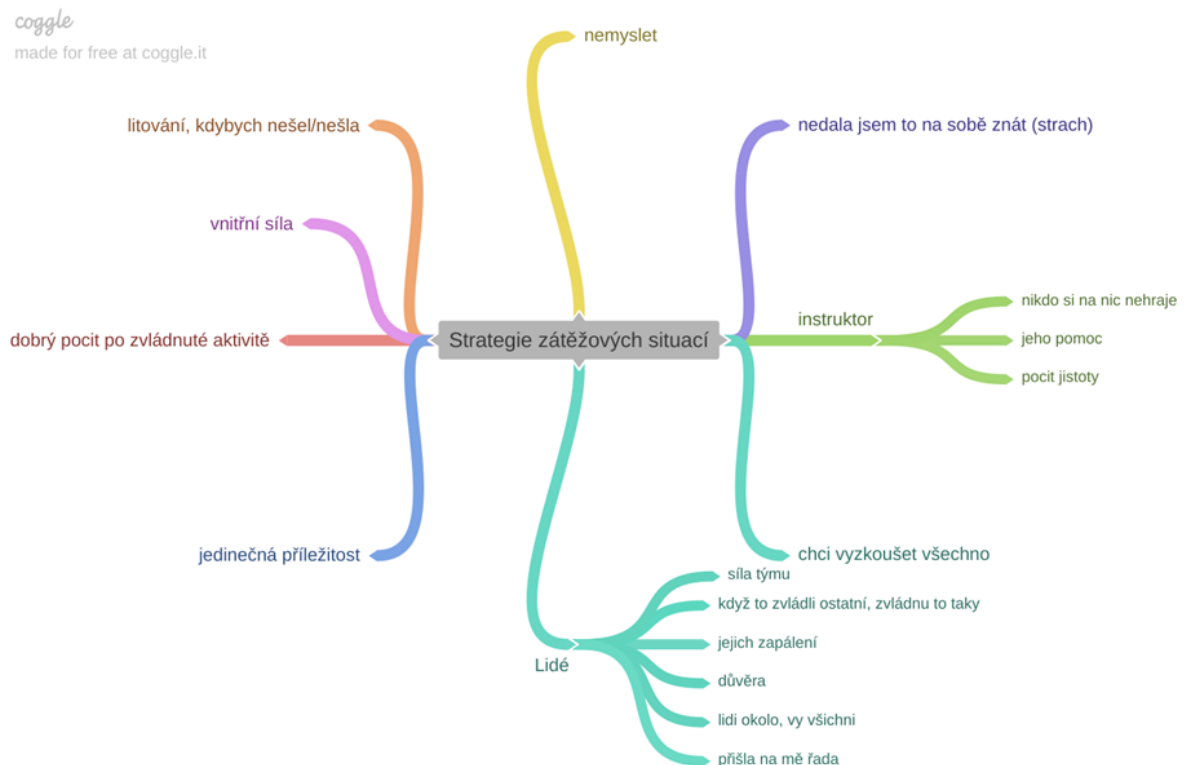 coggle
made for free at coggle.it
nemyslet
litování, kdybych nešel/nešla
nedala jsem to na sobě znát (strach)
vnitřní síla
dobrý pocit po zvládnuté aktivitě
Strategie zátěžových situací
instruktor
nikdo si na nic nehraje
jeho pomoc
pocit jistoty
jedinečná příležitost
chci vyzkoušet všechno
Lidé
síla týmu
když to zvládli ostatní, zvládnu to taky
jejich zapálení
důvěra
lidi okolo, vy všichni
přišla na mě řada